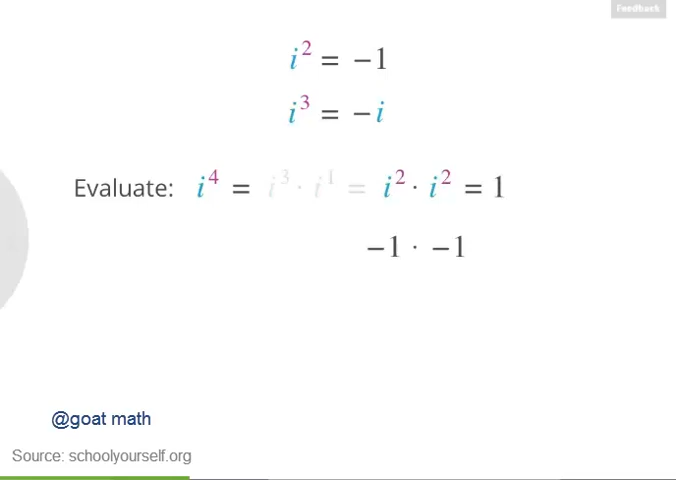 Feedback
i² = −1
i³ = −i
Evaluate: i⁴ = i³ · i¹ = i² · i² = 1
−1 · −1
@goat math
Source: schoolyourself.org